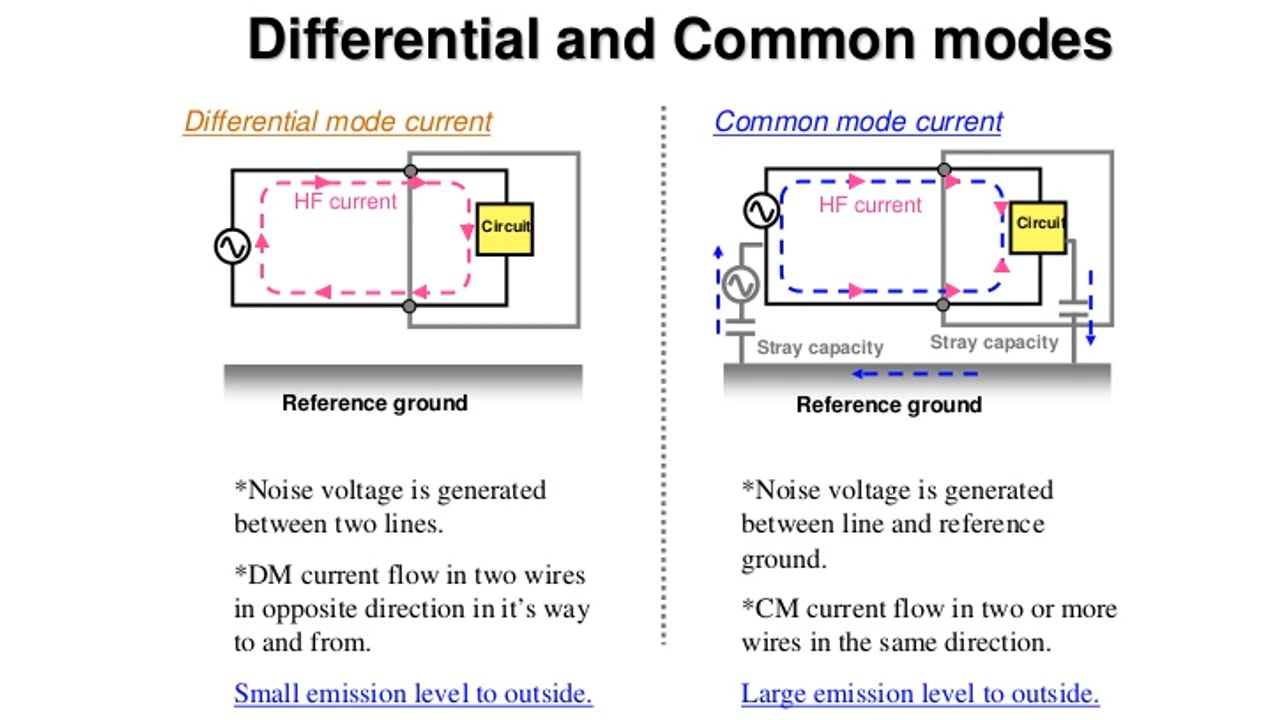 Differential and Common modes
Differential mode current
HF current
Circuit
Reference ground
*Noise voltage is generated
between two lines.
*DM current flow in two wires
in opposite direction in it’s way
to and from.
Small emission level to outside.
Common mode current
HF current
Circuit
Stray capacity
Stray capacity
Reference ground
*Noise voltage is generated
between line and reference
ground.
*CM current flow in two or more
wires in the same direction.
Large emission level to outside.